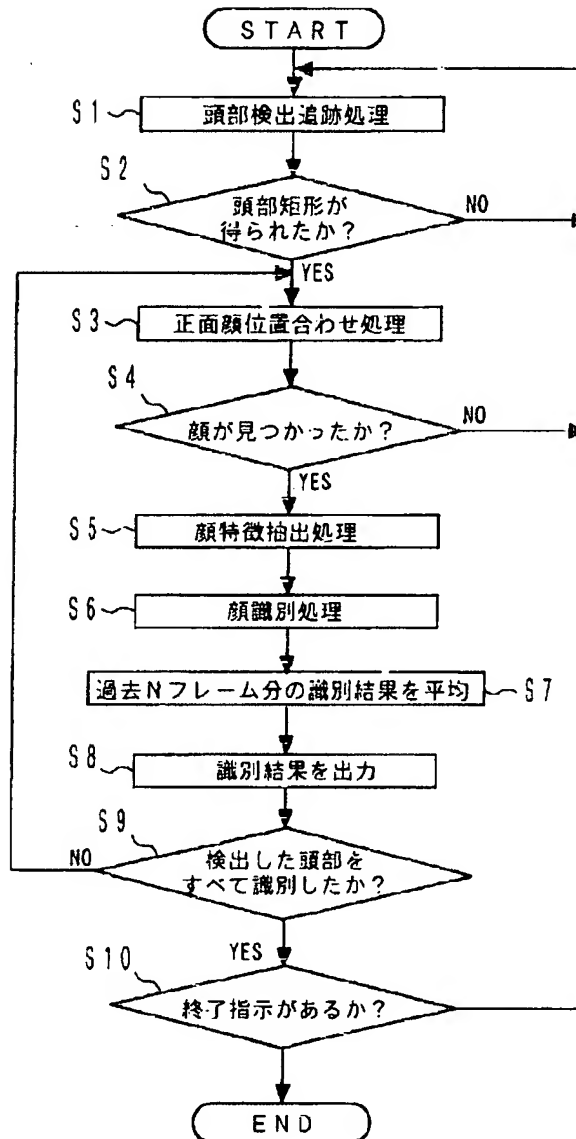 START
S1
頭部検出追跡処理
S2
頭部矩形が
得られたか？
NO
YES
S3
正面顔位置合わせ処理
S4
顔が見つかったか？
NO
YES
S5
顔特徴抽出処理
S6
顔識別処理
過去Nフレーム分の識別結果を平均
S7
S8
識別結果を出力
S9
検出した頭部を
すべて識別したか？
NO
YES
S10
終了指示があるか？
END